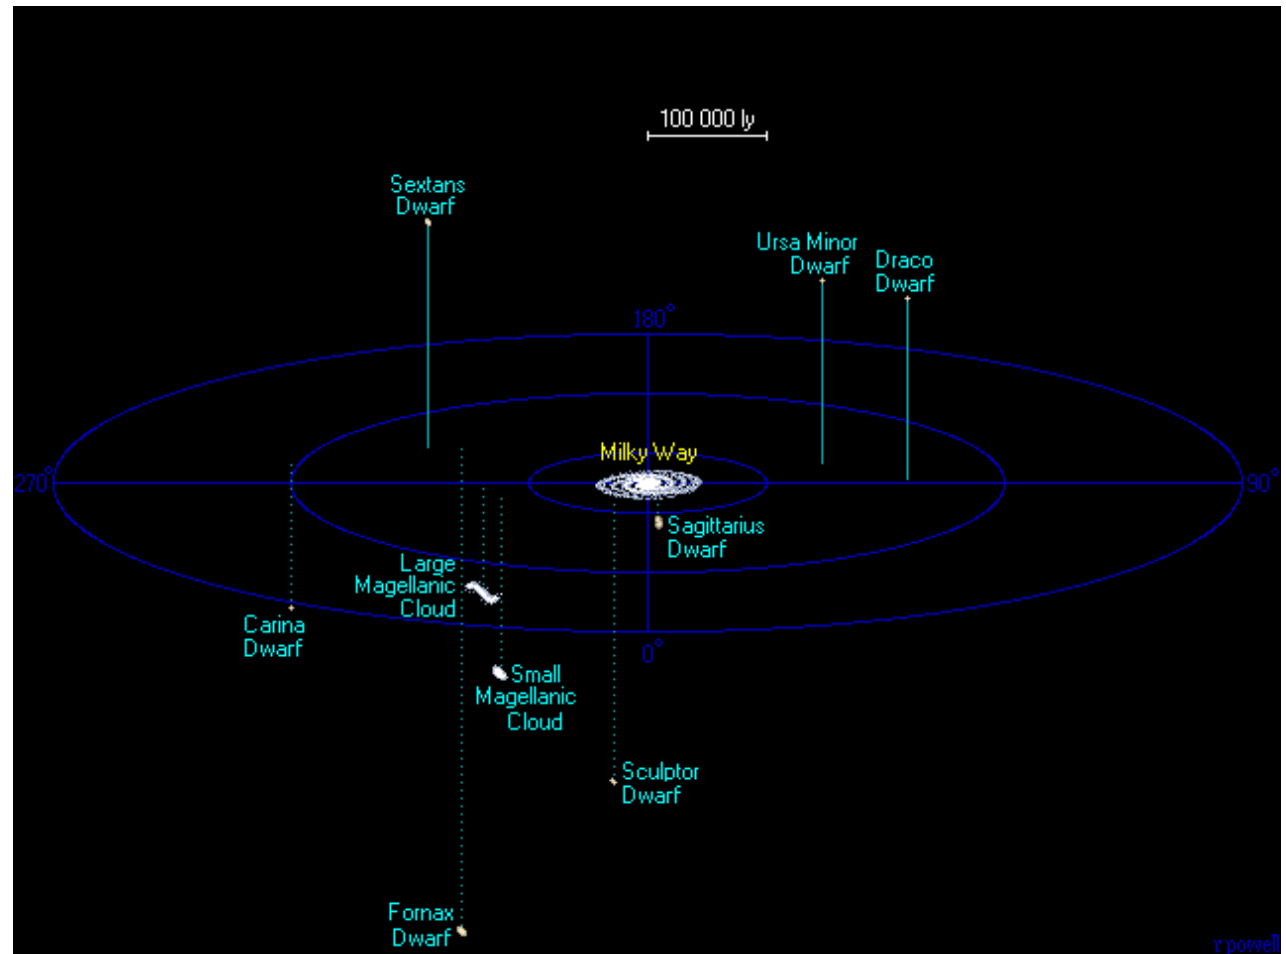 100 000 ly
Sextans
Dwarf
Ursa Minor
Dwarf
Draco
Dwarf
180°
Milky Way
270°
90°
Sagittarius
Dwarf
Large
Magellanic
Cloud
Carina
Dwarf
0°
Small
Magellanic
Cloud
Sculptor
Dwarf
Fornax
Dwarf
r powell